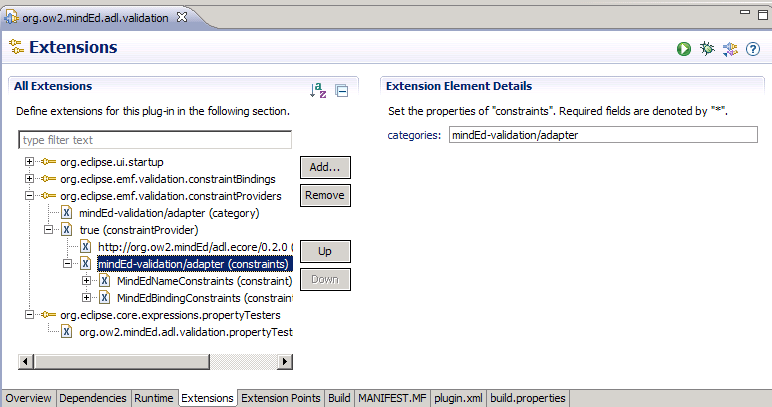 org.ow2.mindEd.adl.validation
Extensions
All Extensions
Define extensions for this plug-in in the following section.
type filter text
org.eclipse.ui.startup
org.eclipse.emf.validation.constraintBindings
org.eclipse.emf.validation.constraintProviders
mindEd-validation/adapter (category)
true (constraintProvider)
http://org.ow2.mindEd/adl.ecore/0.2.0 (
mindEd-validation/adapter (constraints)
MindEdNameConstraints (constraint)
MindEdBindingConstraints (constraint
org.eclipse.core.expressions.propertyTesters
org.ow2.mindEd.adl.validation.propertyTest
Add...
Remove
Up
Down
Extension Element Details
Set the properties of "constraints". Required fields are denoted by "*".
categories: mindEd-validation/adapter
Overview Dependencies Runtime Extensions Extension Points Build MANIFEST.MF plugin.xml build.properties